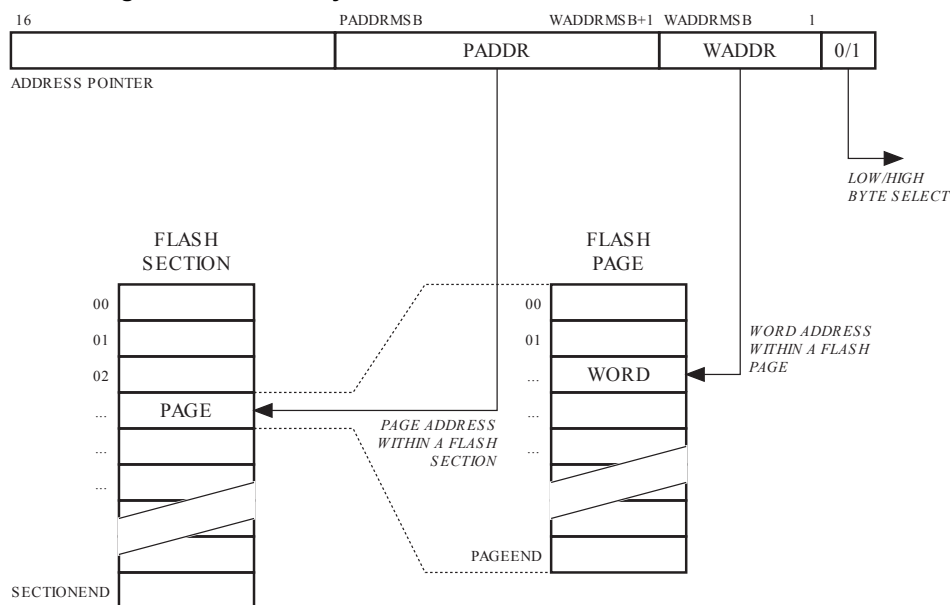 16 PADDRMSB WADDRMSB+1 WADDRMSB 1
PADDR WADDR 0/1
ADDRESS POINTER
LOW/HIGH
BYTE SELECT
FLASH
SECTION
FLASH
PAGE
00
01
02
...
PAGE
...
...
SECTIONEND
PAGE ADDRESS
WITHIN A FLASH
SECTION
00
01
...
WORD
...
...
PAGEEND
WORD ADDRESS
WITHIN A FLASH
PAGE